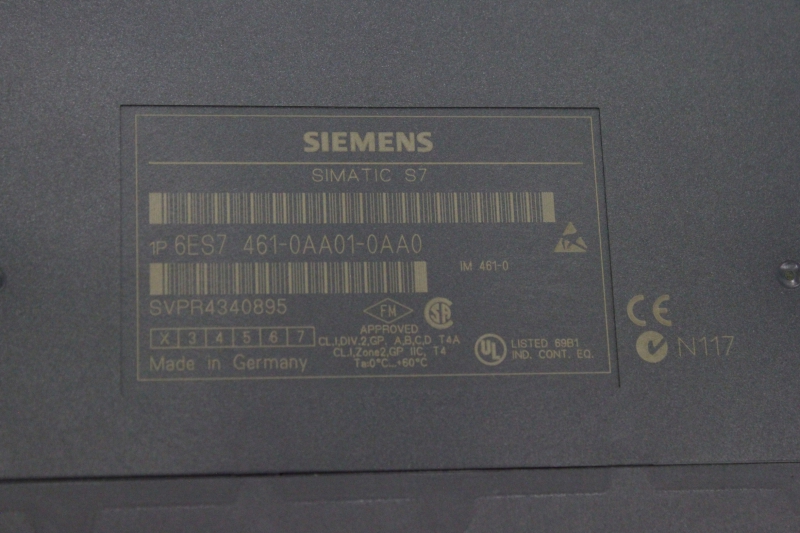 SIEMENS
SIMATIC S7
1P 6ES7 461-0AA01-0AA0
IM 461-0
SVPR4340895
FM
APPROVED
CL.I,DIV.2,GP. A,B,C,D T4A
CL.I,Zone2,GP IIC, T4
Ta:0°C...+60°C
X 3 4 5 6 7
Made in Germany
UL
LISTED 69B1
IND. CONT. EQ.
CE
N117